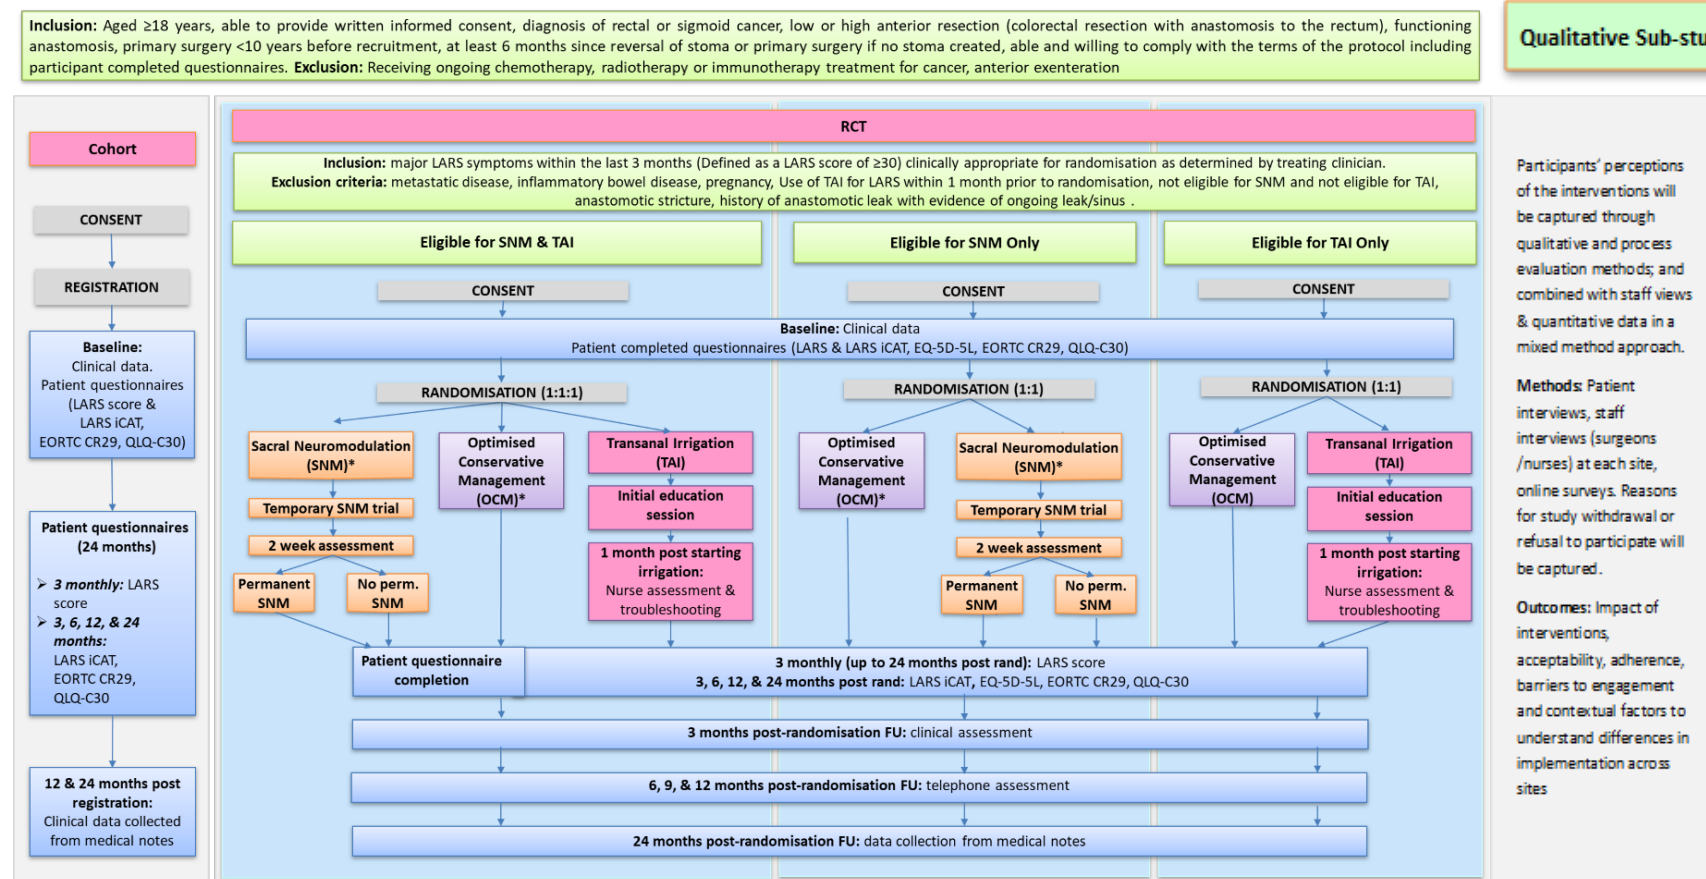 Inclusion: Aged ≥18 years, able to provide written informed consent, diagnosis of rectal or sigmoid cancer, low or high anterior resection (colorectal resection with anastomosis to the rectum), functioning
anastomosis, primary surgery <10 years before recruitment, at least 6 months since reversal of stoma or primary surgery if no stoma created, able and willing to comply with the terms of the protocol including
participant completed questionnaires. Exclusion: Receiving ongoing chemotherapy, radiotherapy or immunotherapy treatment for cancer, anterior exenteration
Qualitative Sub-stu
Cohort
CONSENT
REGISTRATION
Baseline:
Clinical data.
Patient questionnaires
(LARS score &
LARS iCAT,
EORTC CR29, QLQ-C30)
Patient questionnaires
(24 months)
➢ 3 monthly: LARS
score
➢ 3, 6, 12, & 24
months:
LARS iCAT,
EORTC CR29,
QLQ-C30
12 & 24 months post
registration:
Clinical data collected
from medical notes
RCT
Inclusion: major LARS symptoms within the last 3 months (Defined as a LARS score of ≥30) clinically appropriate for randomisation as determined by treating clinician.
Exclusion criteria: metastatic disease, inflammatory bowel disease, pregnancy, Use of TAI for LARS within 1 month prior to randomisation, not eligible for SNM and not eligible for TAI,
anastomotic stricture, history of anastomotic leak with evidence of ongoing leak/sinus .
Eligible for SNM & TAI
Eligible for SNM Only
Eligible for TAI Only
CONSENT
CONSENT
CONSENT
Baseline: Clinical data
Patient completed questionnaires (LARS & LARS iCAT, EQ-5D-5L, EORTC CR29, QLQ-C30)
RANDOMISATION (1:1:1)
RANDOMISATION (1:1)
RANDOMISATION (1:1)
Sacral Neuromodulation
(SNM)*
Temporary SNM trial
2 week assessment
Permanent
SNM
No perm.
SNM
Optimised
Conservative
Management
(OCM)*
Transanal Irrigation
(TAI)
Initial education
session
1 month post starting
irrigation:
Nurse assessment &
troubleshooting
Optimised
Conservative
Management
(OCM)*
Sacral Neuromodulation
(SNM)*
Temporary SNM trial
2 week assessment
Permanent
SNM
No perm.
SNM
Optimised
Conservative
Management
(OCM)
Transanal Irrigation
(TAI)
Initial education
session
1 month post starting
irrigation:
Nurse assessment &
troubleshooting
Patient questionnaire
completion
3 monthly (up to 24 months post rand): LARS score
3, 6, 12, & 24 months post rand: LARS iCAT, EQ-5D-5L, EORTC CR29, QLQ-C30
3 months post-randomisation FU: clinical assessment
6, 9, & 12 months post-randomisation FU: telephone assessment
24 months post-randomisation FU: data collection from medical notes
Participants' perceptions
of the interventions will
be captured through
qualitative and process
evaluation methods; and
combined with staff views
& quantitative data in a
mixed method approach.
Methods: Patient
interviews, staff
interviews (surgeons
/nurses) at each site,
online surveys. Reasons
for study withdrawal or
refusal to participate will
be captured.
Outcomes: Impact of
interventions,
acceptability, adherence,
barriers to engagement
and contextual factors to
understand differences in
implementation across
sites